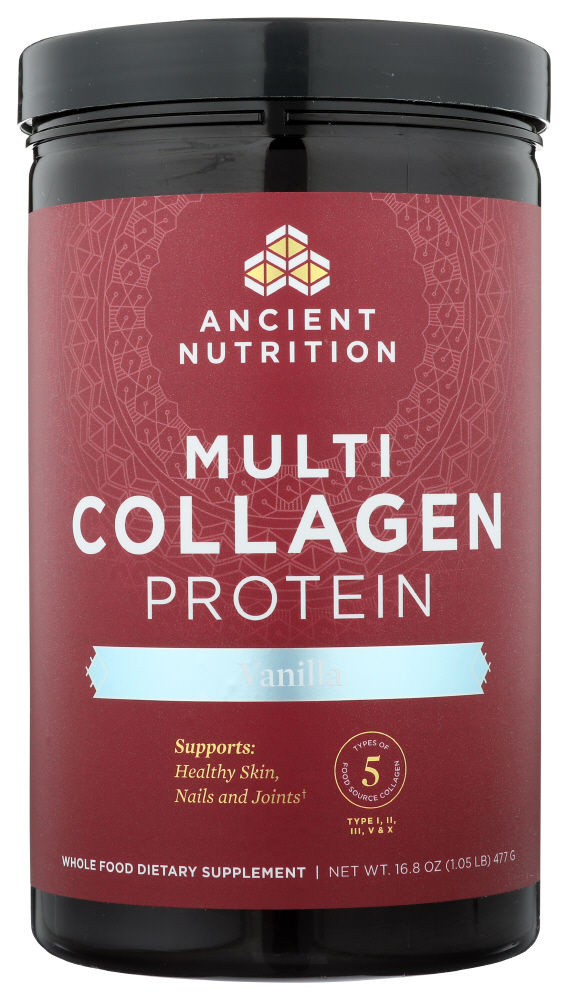 ANCIENT
NUTRITION
MULTI
COLLAGEN
PROTEIN
Vanilla
Supports:
Healthy Skin,
Nails and Joints†
TYPES OF
5
FOOD SOURCE COLLAGEN
TYPE I, II,
III, V & X
WHOLE FOOD DIETARY SUPPLEMENT | NET WT. 16.8 OZ (1.05 LB) 477 G